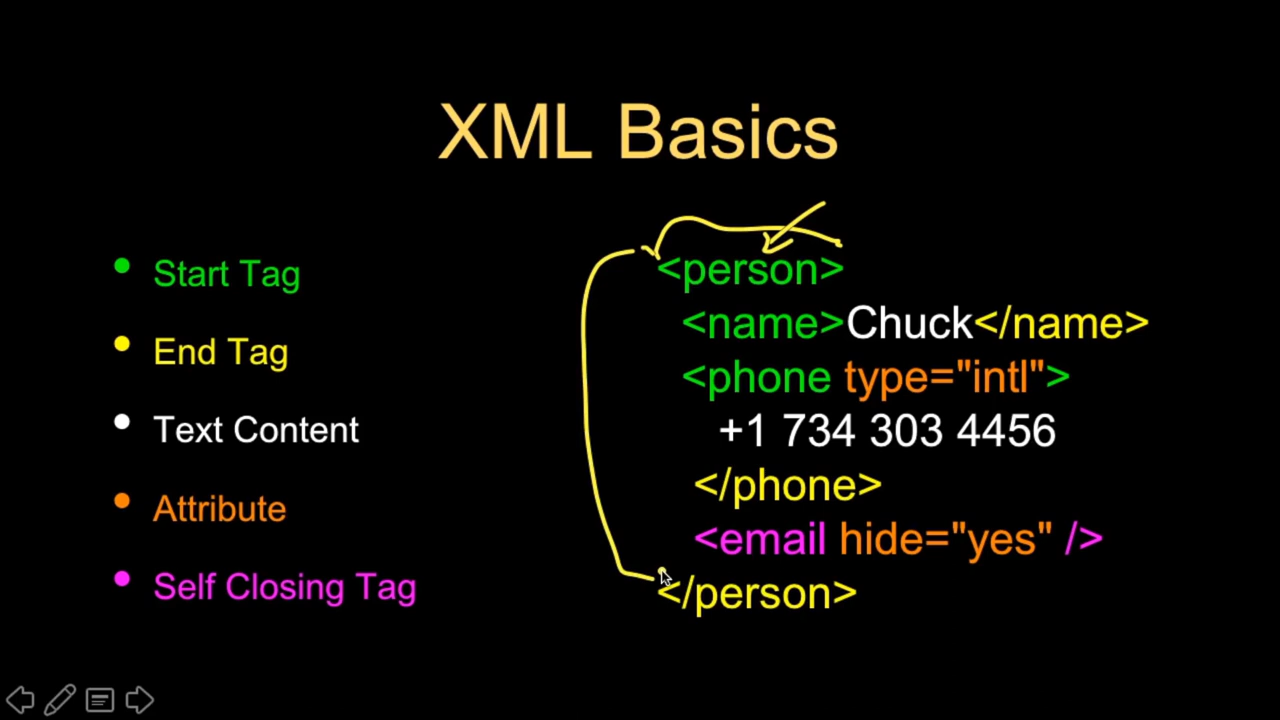 XML Basics
Start Tag
End Tag
Text Content
Attribute
Self Closing Tag
<person>
<name>Chuck</name>
<phone type="intl">
+1 734 303 4456
</phone>
<email hide="yes" />
</person>